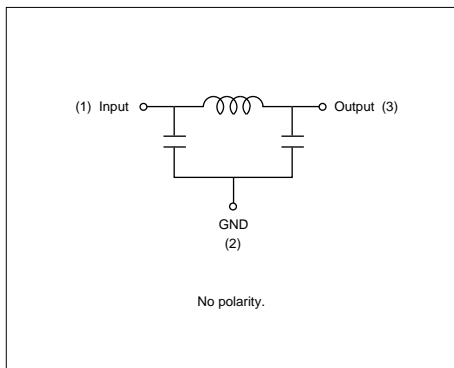 (1) Input Output (3)
GND
(2)
No polarity.